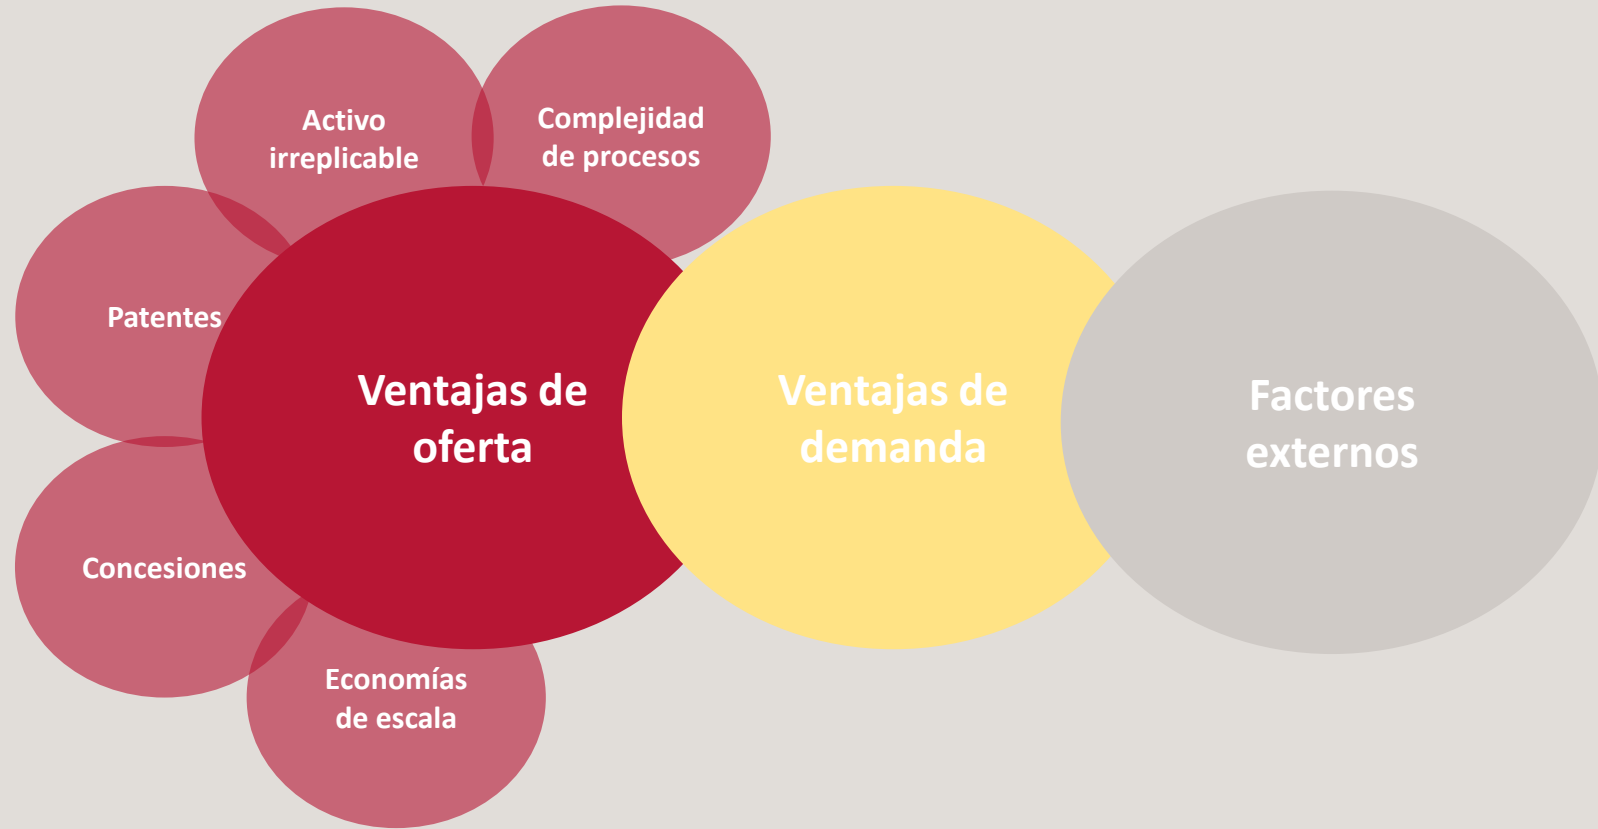 Activo
irreplicable
Complejidad
de procesos
Patentes
Ventajas de
oferta
Ventajas de
demanda
Factores
externos
Concesiones
Economías
de escala